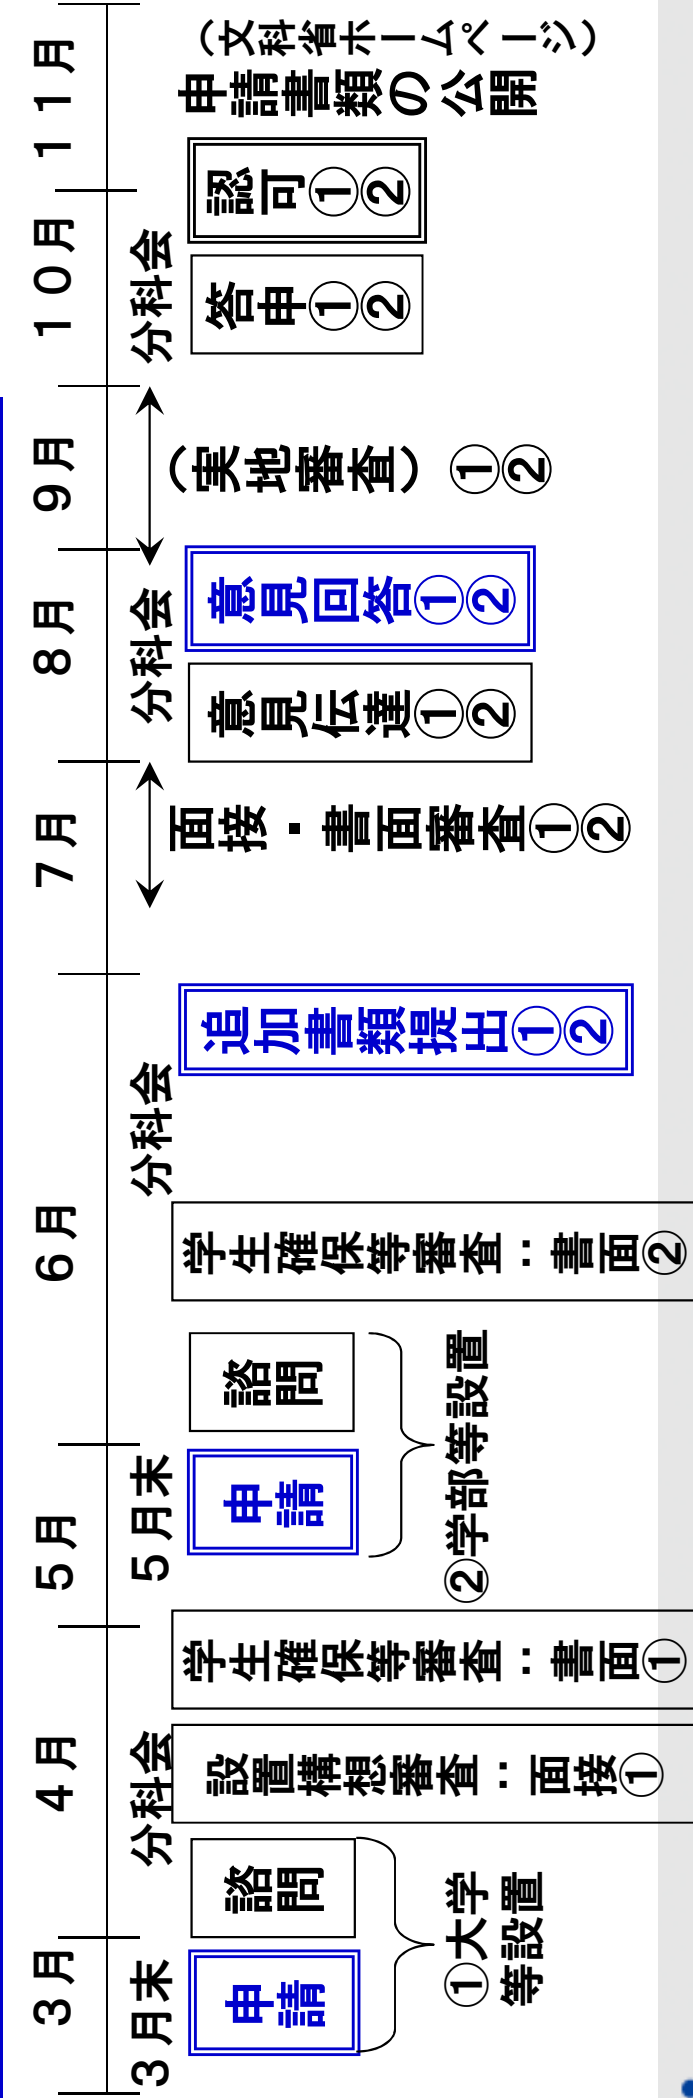 3月
4月
5月
6月
7月
8月
9月
10月
11月
3月末
分科会
5月末
分科会
分科会
分科会
申請
諮問
①大学
等設置
設置構想審査：面接①
学生確保等審査：書面①
申請
諮問
②学部等設置
学生確保等審査：書面②
追加書類提出①②
面接・書面審査①②
意見伝達①②
意見回答①②
（実地審査）①②
答申①②
認可①②
申請書類の公開
（文科省ホームページ）